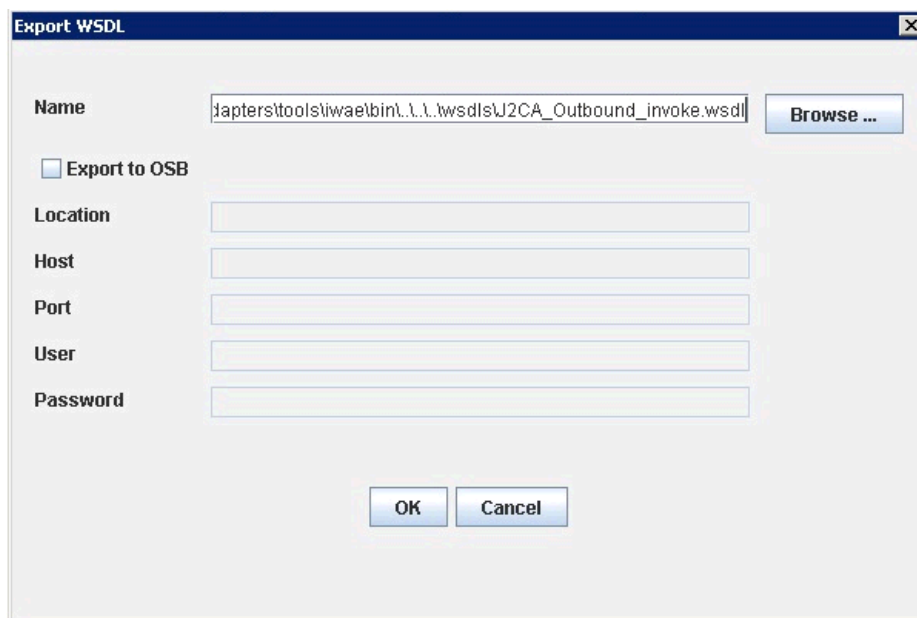 Export WSDL
Name dapters\tools\iwae\bin\..\..\..\wsdls\J2CA_Outbound_invoke.wsdl Browse ...
Export to OSB
Location
Host
Port
User
Password
OK Cancel